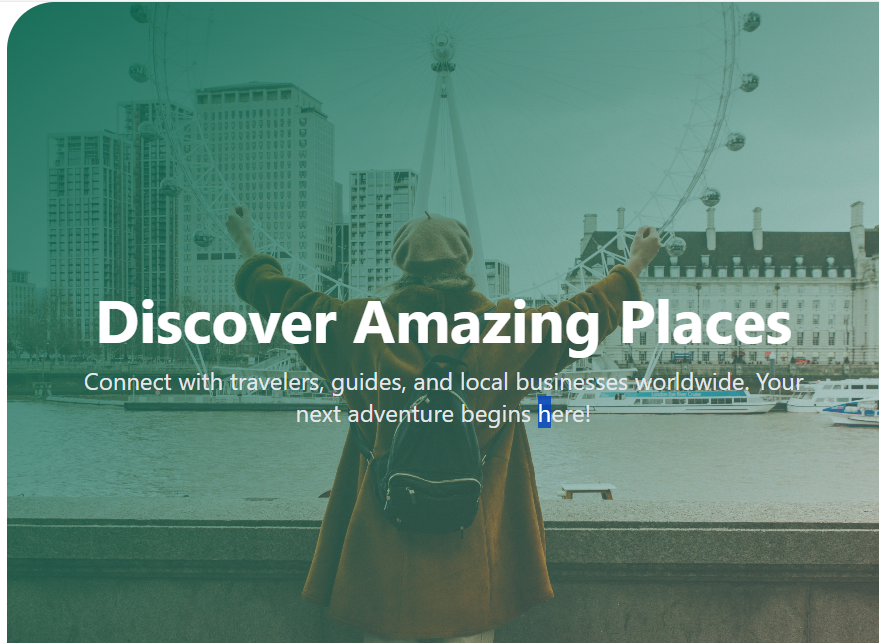 Discover Amazing Places
Connect with travelers, guides, and local businesses worldwide. Your
next adventure begins here!